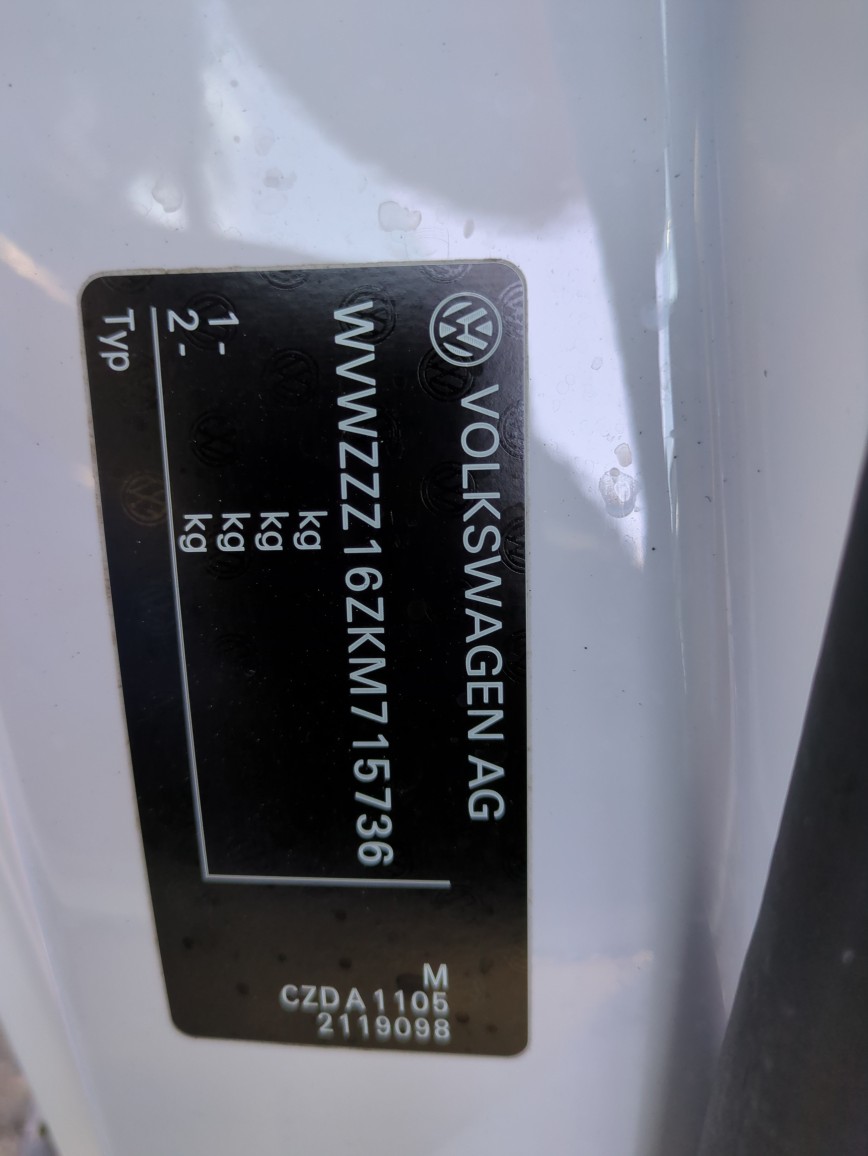 VOLKSWAGEN AG
WVWZZZ16ZKM715736
kg
kg
1- kg
2- kg
Typ
M
CZDA1105
2119098